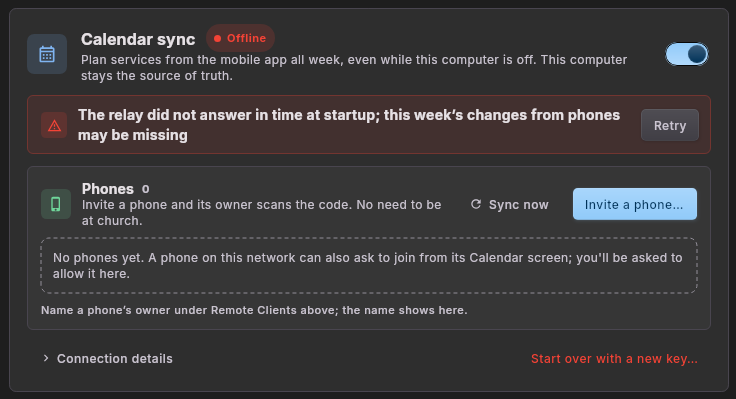 Calendar sync
Offline
Plan services from the mobile app all week, even while this computer is off. This computer
stays the source of truth.
The relay did not answer in time at startup; this week’s changes from phones
may be missing
Retry
Phones 0
Invite a phone and its owner scans the code. No need to be
at church.
Sync now
Invite a phone…
No phones yet. A phone on this network can also ask to join from its Calendar screen; you'll be asked to
allow it here.
Name a phone’s owner under Remote Clients above; the name shows here.
Connection details
Start over with a new key…